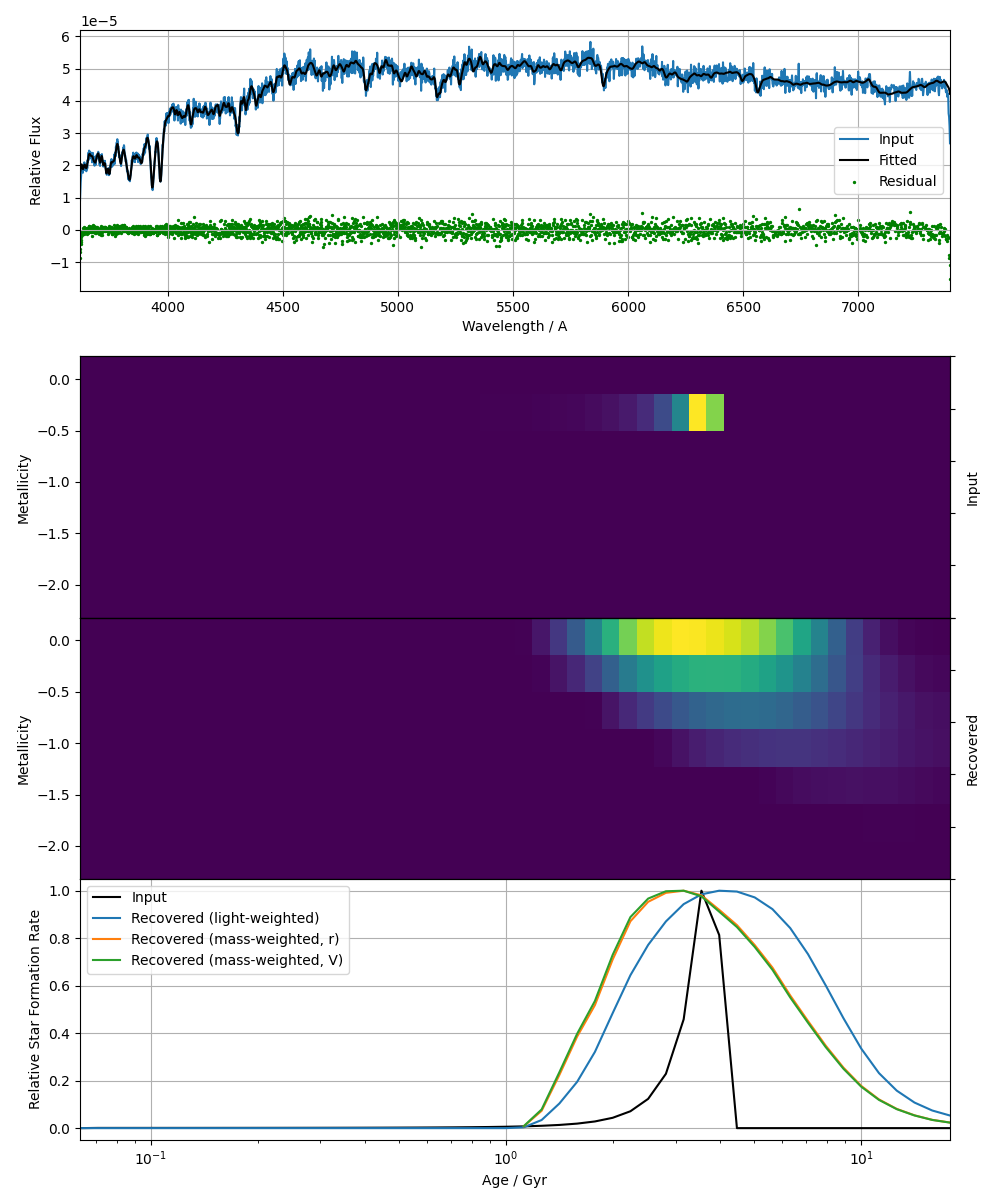 1e−5
6
5
4
3
2
1
0
−1
Relative Flux
Input
Fitted
Residual
4000 4500 5000 5500 6000 6500 7000
Wavelength / A
0.0
−0.5
−1.0
−1.5
−2.0
Metallicity
Input
0.0
−0.5
−1.0
−1.5
−2.0
Metallicity
Recovered
1.0
0.8
0.6
0.4
0.2
0.0
Relative Star Formation Rate
Input
Recovered (light-weighted)
Recovered (mass-weighted, r)
Recovered (mass-weighted, V)
10⁻¹ 10⁰ 10¹
Age / Gyr